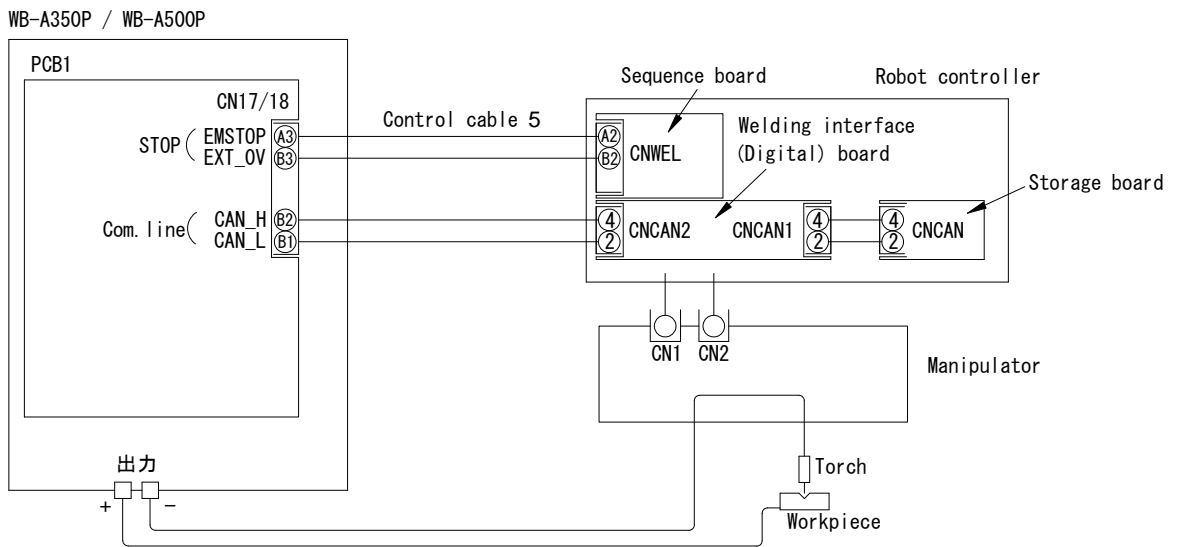 WB-A350P / WB-A500P
PCB1
CN17/18
STOP
EMSTOP A3
EXT_0V B3
Com.line
CAN_H B2
CAN_L B1
Control cable 5
Sequence board
Robot controller
A2
B2
CNWEL
Welding interface
(Digital) board
Storage board
4
2
CNCAN2
CNCAN1
4
2
4
2
CNCAN
CN1 CN2
Manipulator
出力
+ −
Torch
Workpiece